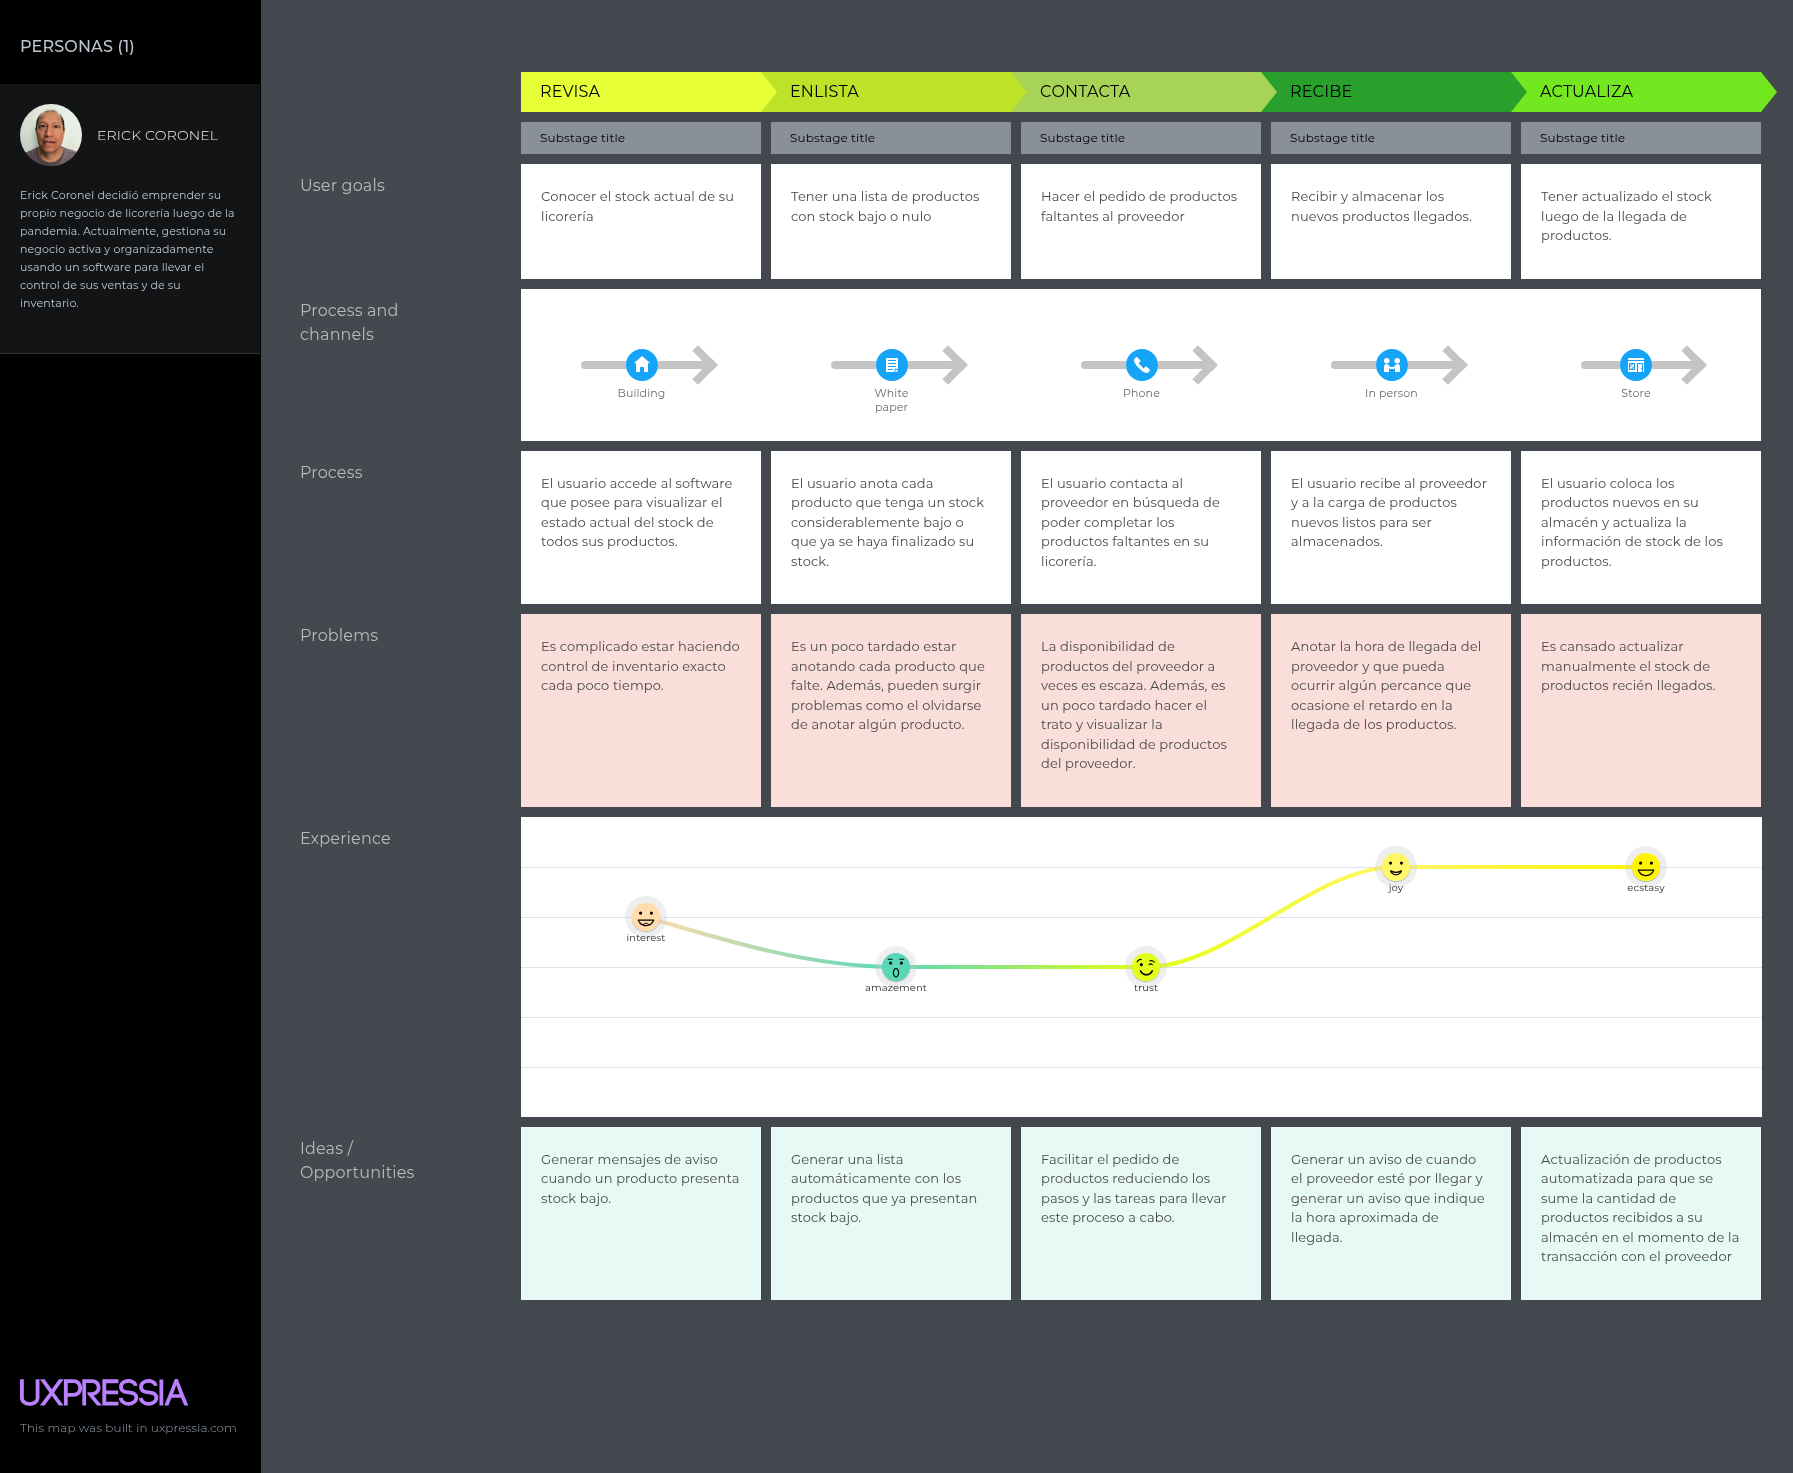 PERSONAS (1)
ERICK CORONEL
Erick Coronel decidió emprender su
propio negocio de licorería luego de la
pandemia. Actualmente, gestiona su
negocio activa y organizadamente
usando un software para llevar el
control de sus ventas y de su
inventario.
REVISA
ENLISTA
CONTACTA
RECIBE
ACTUALIZA
Substage title
Substage title
Substage title
Substage title
Substage title
User goals
Conocer el stock actual de su
licorería
Tener una lista de productos
con stock bajo o nulo
Hacer el pedido de productos
faltantes al proveedor
Recibir y almacenar los
nuevos productos llegados.
Tener actualizado el stock
luego de la llegada de
productos.
Process and
channels
Building
White
paper
Phone
In person
Store
Process
El usuario accede al software
que posee para visualizar el
estado actual del stock de
todos sus productos.
El usuario anota cada
producto que tenga un stock
considerablemente bajo o
que ya se haya finalizado su
stock.
El usuario contacta al
proveedor en búsqueda de
poder completar los
productos faltantes en su
licorería.
El usuario recibe al proveedor
y a la carga de productos
nuevos listos para ser
almacenados.
El usuario coloca los
productos nuevos en su
almacén y actualiza la
información de stock de los
productos.
Problems
Es complicado estar haciendo
control de inventario exacto
cada poco tiempo.
Es un poco tardado estar
anotando cada producto que
falte. Además, pueden surgir
problemas como el olvidarse
de anotar algún producto.
La disponibilidad de
productos del proveedor a
veces es escaza. Además, es
un poco tardado hacer el
trato y visualizar la
disponibilidad de productos
del proveedor.
Anotar la hora de llegada del
proveedor y que pueda
ocurrir algún percance que
ocasione el retardo en la
llegada de los productos.
Es cansado actualizar
manualmente el stock de
productos recién llegados.
Experience
interest
amazement
trust
joy
ecstasy
Ideas /
Opportunities
Generar mensajes de aviso
cuando un producto presenta
stock bajo.
Generar una lista
automáticamente con los
productos que ya presentan
stock bajo.
Facilitar el pedido de
productos reduciendo los
pasos y las tareas para llevar
este proceso a cabo.
Generar un aviso de cuando
el proveedor esté por llegar y
generar un aviso que indique
la hora aproximada de
llegada.
Actualización de productos
automatizada para que se
sume la cantidad de
productos recibidos a su
almacén en el momento de la
transacción con el proveedor
UXPRESSIA
This map was built in uxpressia.com